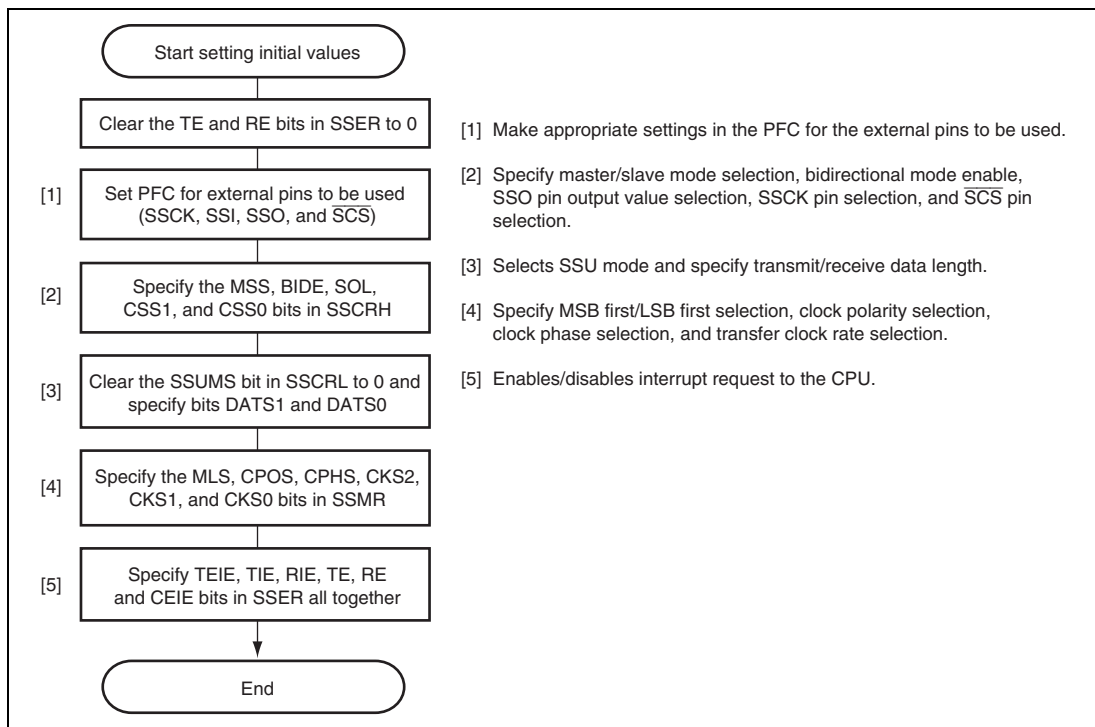 Start setting initial values
Clear the TE and RE bits in SSER to 0
[1]
Set PFC for external pins to be used
(SSCK, SSI, SSO, and S̅C̅S̅)
[2]
Specify the MSS, BIDE, SOL,
CSS1, and CSS0 bits in SSCRH
[3]
Clear the SSUMS bit in SSCRL to 0 and
specify bits DATS1 and DATS0
[4]
Specify the MLS, CPOS, CPHS, CKS2,
CKS1, and CKS0 bits in SSMR
[5]
Specify TEIE, TIE, RIE, TE, RE
and CEIE bits in SSER all together
End
[1] Make appropriate settings in the PFC for the external pins to be used.
[2] Specify master/slave mode selection, bidirectional mode enable,
SSO pin output value selection, SSCK pin selection, and S̅C̅S̅ pin
selection.
[3] Selects SSU mode and specify transmit/receive data length.
[4] Specify MSB first/LSB first selection, clock polarity selection,
clock phase selection, and transfer clock rate selection.
[5] Enables/disables interrupt request to the CPU.